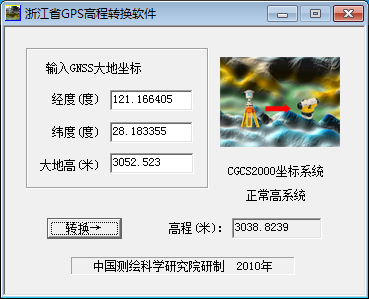 浙江省GPS高程转换软件
输入GNSS大地坐标
经度(度) 121.166405
纬度(度) 28.183355
大地高(米) 3052.523
CGCS2000坐标系统
正常高系统
转换→ 高程(米): 3038.8239
中国测绘科学研究院研制 2010年